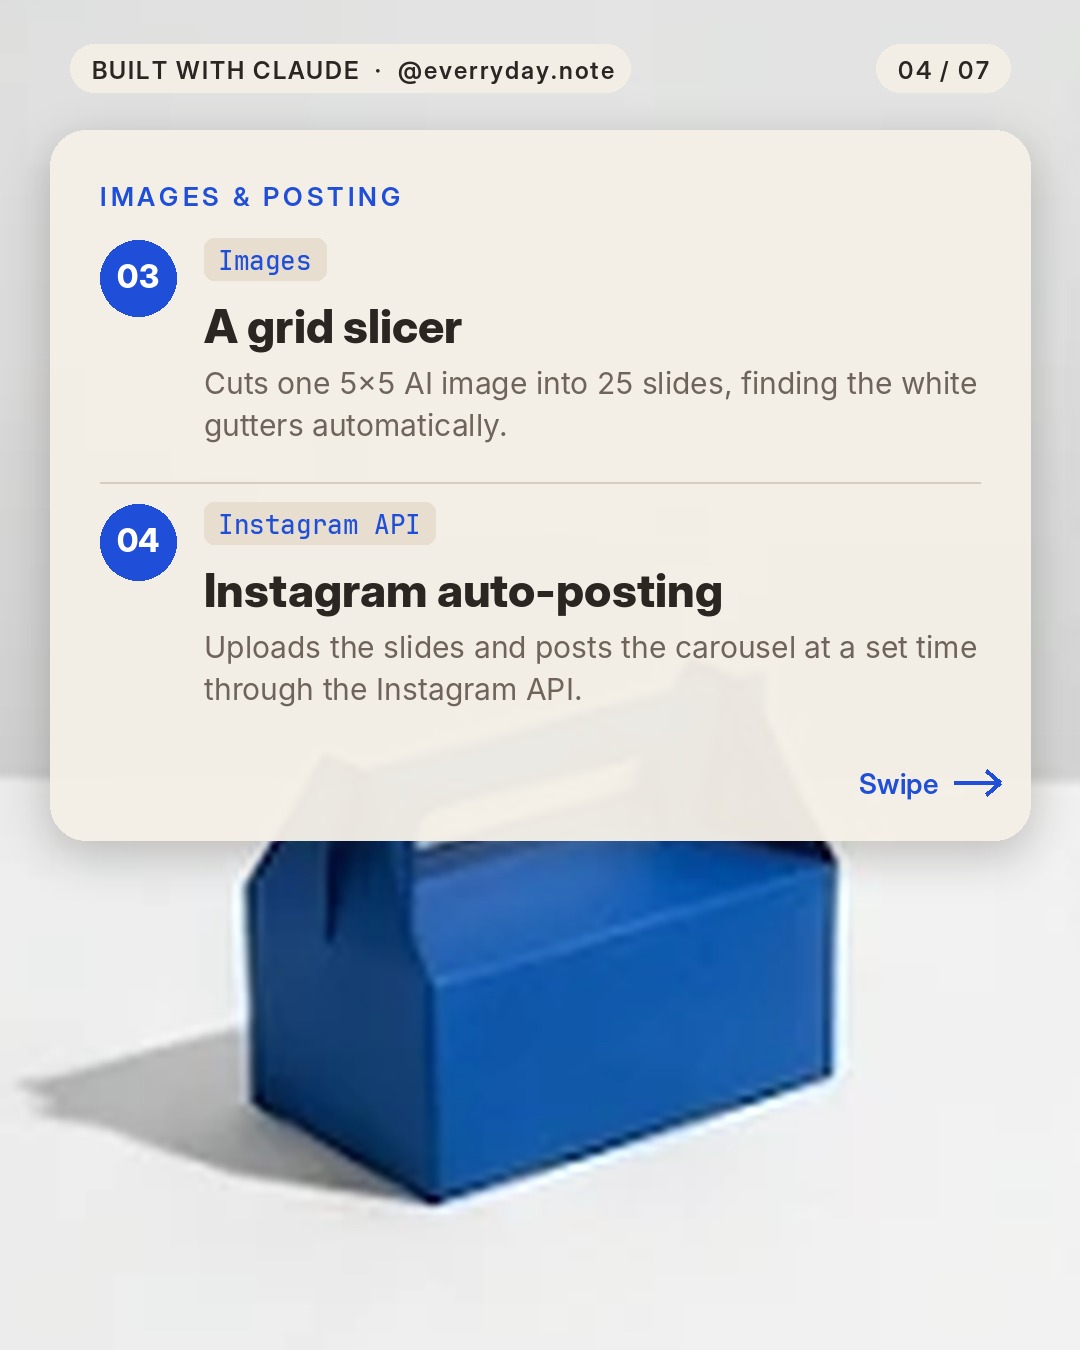 BUILT WITH CLAUDE · @everryday.note
04 / 07
IMAGES & POSTING
03
Images
A grid slicer
Cuts one 5×5 AI image into 25 slides, finding the white
gutters automatically.
04
Instagram API
Instagram auto-posting
Uploads the slides and posts the carousel at a set time
through the Instagram API.
Swipe →